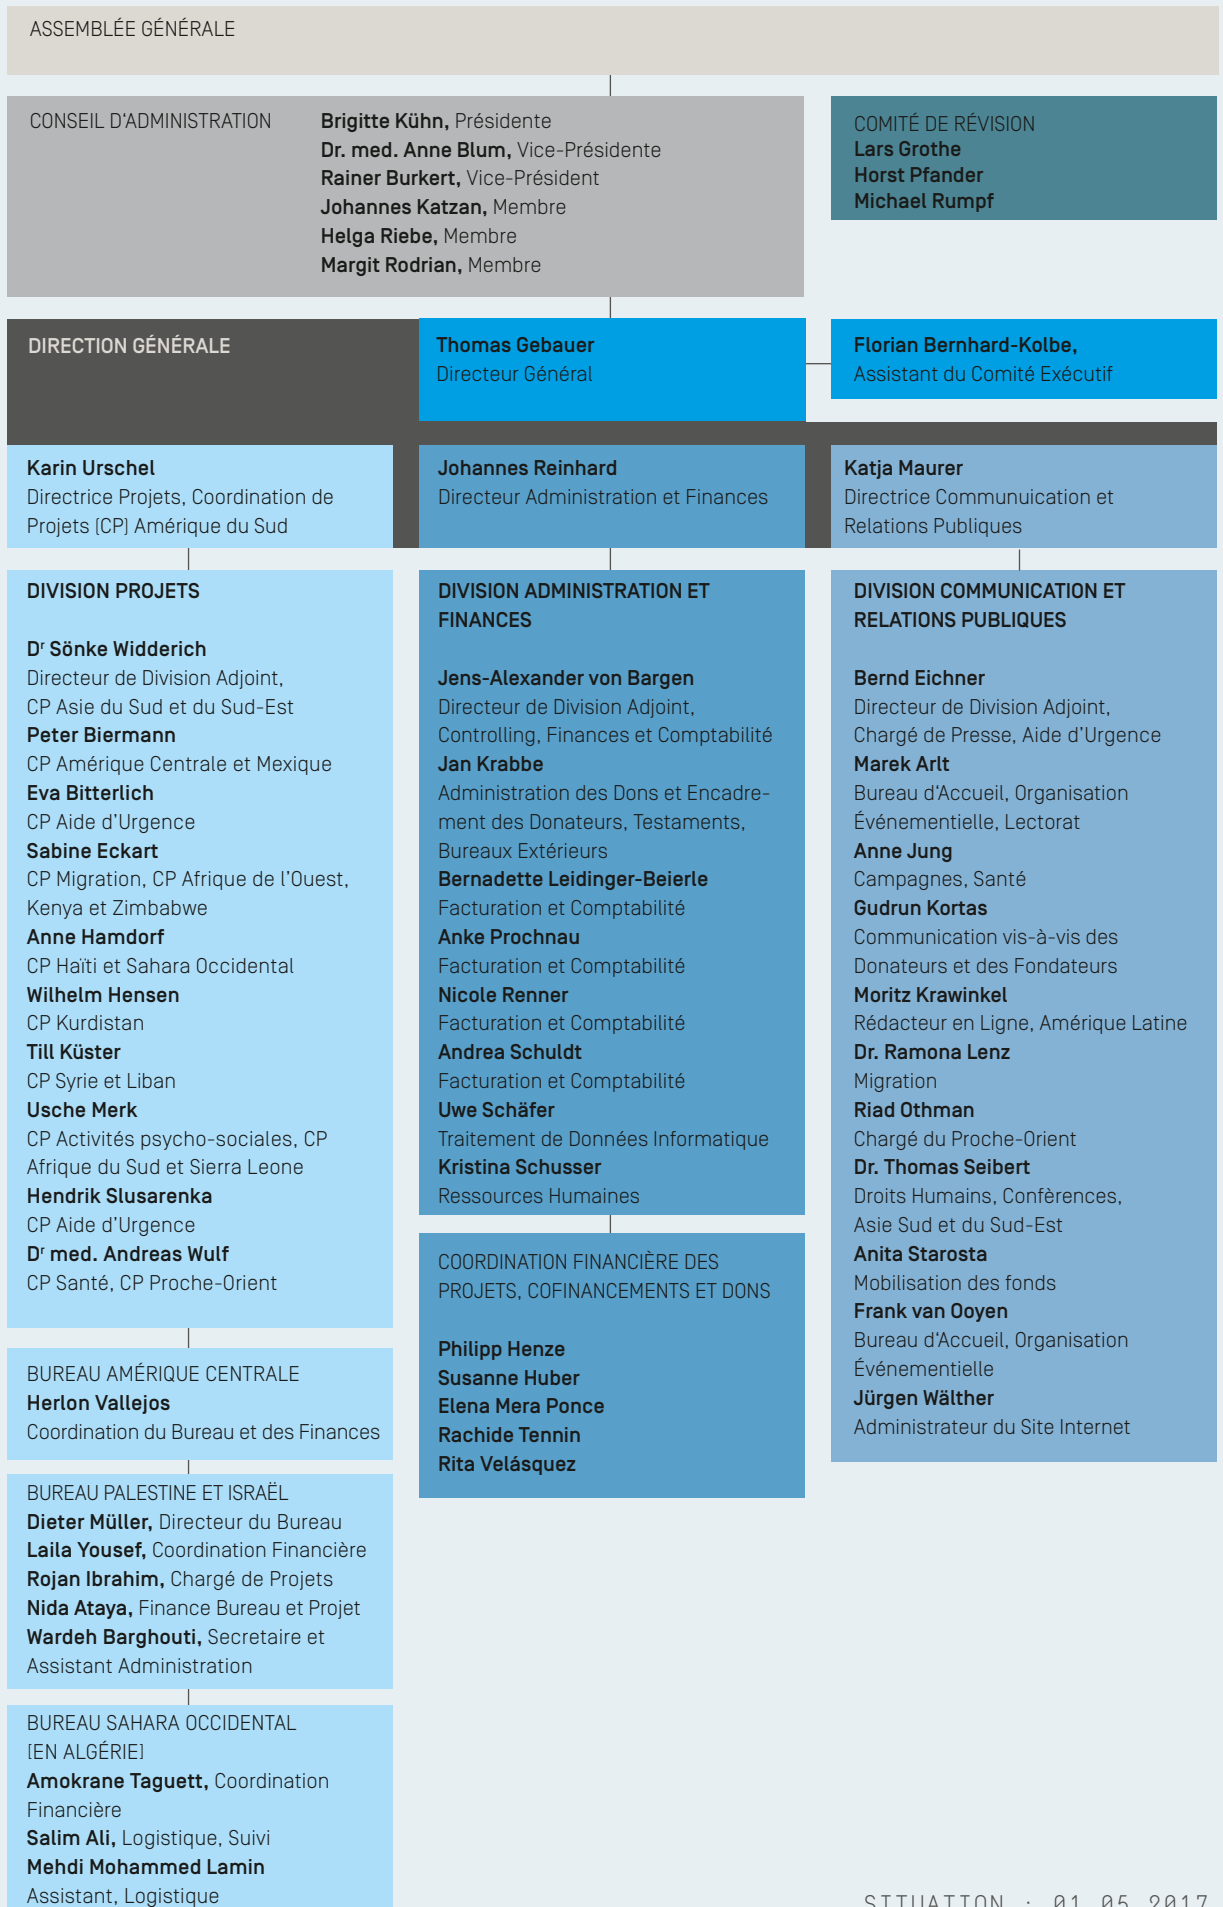 ASSEMBLÉE GÉNÉRALE
CONSEIL D'ADMINISTRATION
Brigitte Kühn, Présidente
Dr. med. Anne Blum, Vice-Présidente
Rainer Burkert, Vice-Président
Johannes Katzan, Membre
Helga Riebe, Membre
Margit Rodrian, Membre
COMITÉ DE RÉVISION
Lars Grothe
Horst Pfander
Michael Rumpf
DIRECTION GÉNÉRALE
Thomas Gebauer
Directeur Général
Florian Bernhard-Kolbe,
Assistant du Comité Exécutif
Karin Urschel
Directrice Projets, Coordination de
Projets [CP] Amérique du Sud
Johannes Reinhard
Directeur Administration et Finances
Katja Maurer
Directrice Communuication et
Relations Publiques
DIVISION PROJETS
Dʳ Sönke Widderich
Directeur de Division Adjoint,
CP Asie du Sud et du Sud-Est
Peter Biermann
CP Amérique Centrale et Mexique
Eva Bitterlich
CP Aide d'Urgence
Sabine Eckart
CP Migration, CP Afrique de l'Ouest,
Kenya et Zimbabwe
Anne Hamdorf
CP Haïti et Sahara Occidental
Wilhelm Hensen
CP Kurdistan
Till Küster
CP Syrie et Liban
Usche Merk
CP Activités psycho-sociales, CP
Afrique du Sud et Sierra Leone
Hendrik Slusarenka
CP Aide d'Urgence
Dʳ med. Andreas Wulf
CP Santé, CP Proche-Orient
BUREAU AMÉRIQUE CENTRALE
Herlon Vallejos
Coordination du Bureau et des Finances
BUREAU PALESTINE ET ISRAËL
Dieter Müller, Directeur du Bureau
Laila Yousef, Coordination Financière
Rojan Ibrahim, Chargé de Projets
Nida Ataya, Finance Bureau et Projet
Wardeh Barghouti, Secretaire et
Assistant Administration
BUREAU SAHARA OCCIDENTAL
[EN ALGÉRIE]
Amokrane Taguett, Coordination
Financière
Salim Ali, Logistique, Suivi
Mehdi Mohammed Lamin
Assistant, Logistique
DIVISION ADMINISTRATION ET
FINANCES
Jens-Alexander von Bargen
Directeur de Division Adjoint,
Controlling, Finances et Comptabilité
Jan Krabbe
Administration des Dons et Encadre-
ment des Donateurs, Testaments,
Bureaux Extérieurs
Bernadette Leidinger-Beierle
Facturation et Comptabilité
Anke Prochnau
Facturation et Comptabilité
Nicole Renner
Facturation et Comptabilité
Andrea Schuldt
Facturation et Comptabilité
Uwe Schäfer
Traitement de Données Informatique
Kristina Schusser
Ressources Humaines
COORDINATION FINANCIÈRE DES
PROJETS, COFINANCEMENTS ET DONS
Philipp Henze
Susanne Huber
Elena Mera Ponce
Rachide Tennin
Rita Velásquez
DIVISION COMMUNICATION ET
RELATIONS PUBLIQUES
Bernd Eichner
Directeur de Division Adjoint,
Chargé de Presse, Aide d'Urgence
Marek Arlt
Bureau d'Accueil, Organisation
Événementielle, Lectorat
Anne Jung
Campagnes, Santé
Gudrun Kortas
Communication vis-à-vis des
Donateurs et des Fondateurs
Moritz Krawinkel
Rédacteur en Ligne, Amérique Latine
Dr. Ramona Lenz
Migration
Riad Othman
Chargé du Proche-Orient
Dr. Thomas Seibert
Droits Humains, Confèrences,
Asie Sud et du Sud-Est
Anita Starosta
Mobilisation des fonds
Frank van Ooyen
Bureau d'Accueil, Organisation
Événementielle
Jürgen Wälther
Administrateur du Site Internet
SITUATION : 01.05.2017